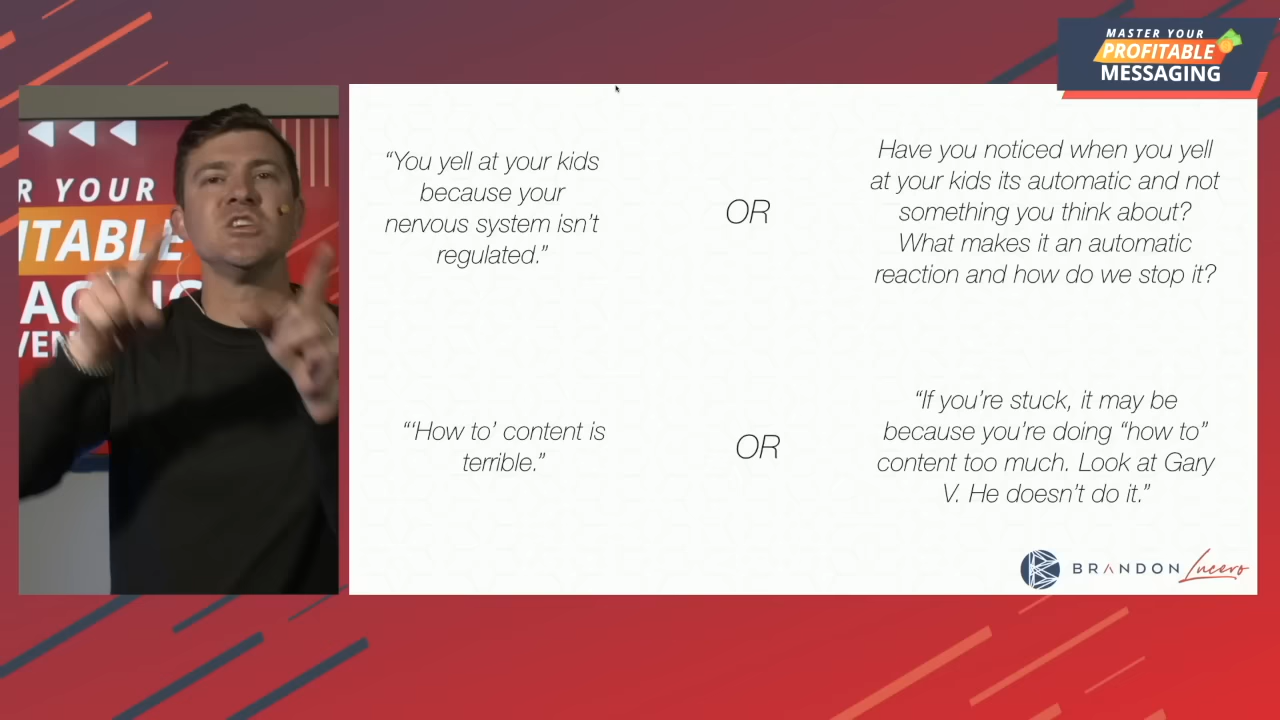 MASTER YOUR
PROFITABLE
MESSAGING
R YOUR
ITABLE
“You yell at your kids
because your
nervous system isn’t
regulated.”
OR
Have you noticed when you yell
at your kids its automatic and not
something you think about?
What makes it an automatic
reaction and how do we stop it?
“‘How to’ content is
terrible.”
OR
“If you’re stuck, it may be
because you’re doing “how to”
content too much. Look at Gary
V. He doesn’t do it.”
BRANDON Lucero